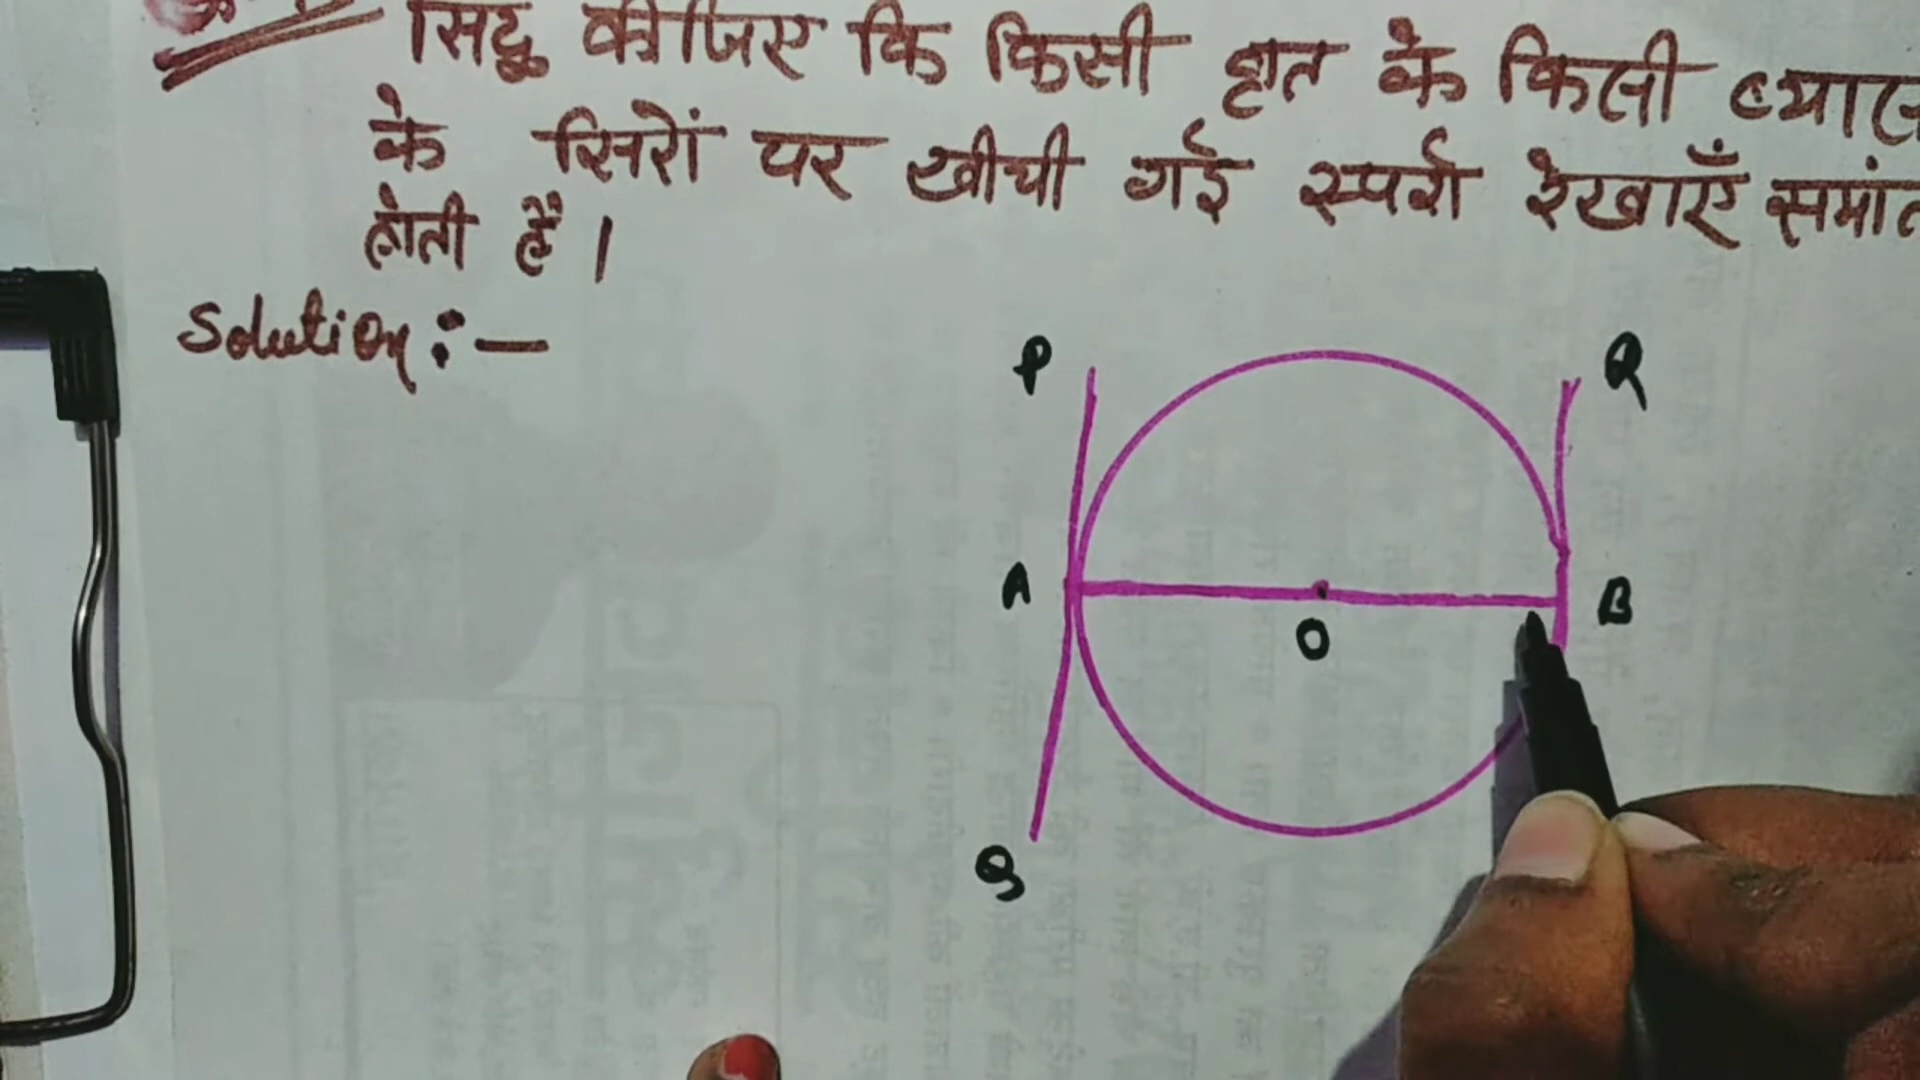 सिद्ध कीजिए कि किसी वृत के किसी व्यास
के सिरों पर खीची गई स्पर्श रेखाएँ समांत
होती हैं।
Solution :—
P
R
A
B
O
Q